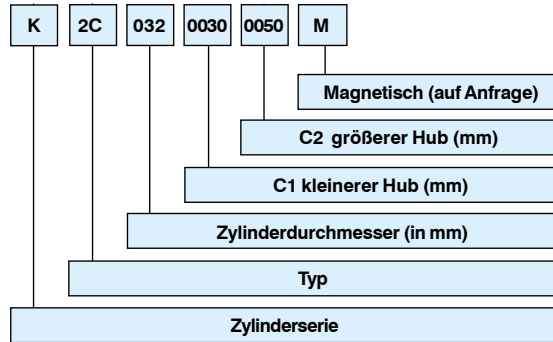 K 2C 032 0030 0050 M
Magnetisch (auf Anfrage)
C2 größerer Hub (mm)
C1 kleinerer Hub (mm)
Zylinderdurchmesser (in mm)
Typ
Zylinderserie